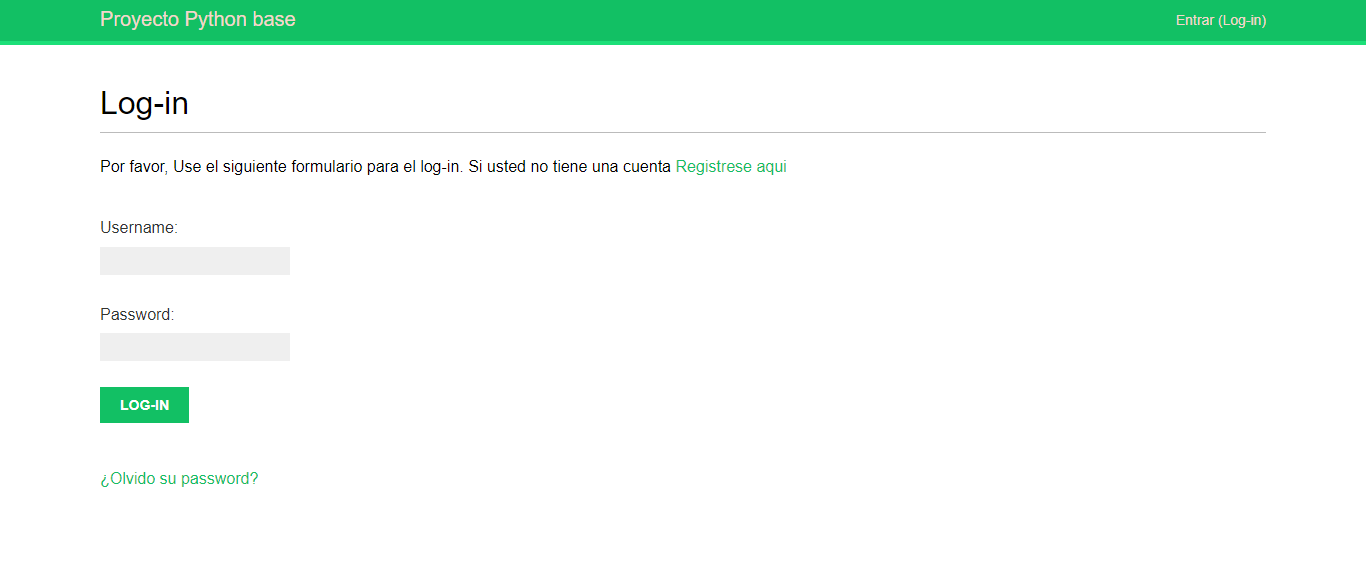 Proyecto Python base
Entrar (Log-in)
Log-in
Por favor, Use el siguiente formulario para el log-in. Si usted no tiene una cuenta Registrese aqui
Username:
Password:
LOG-IN
¿Olvido su password?